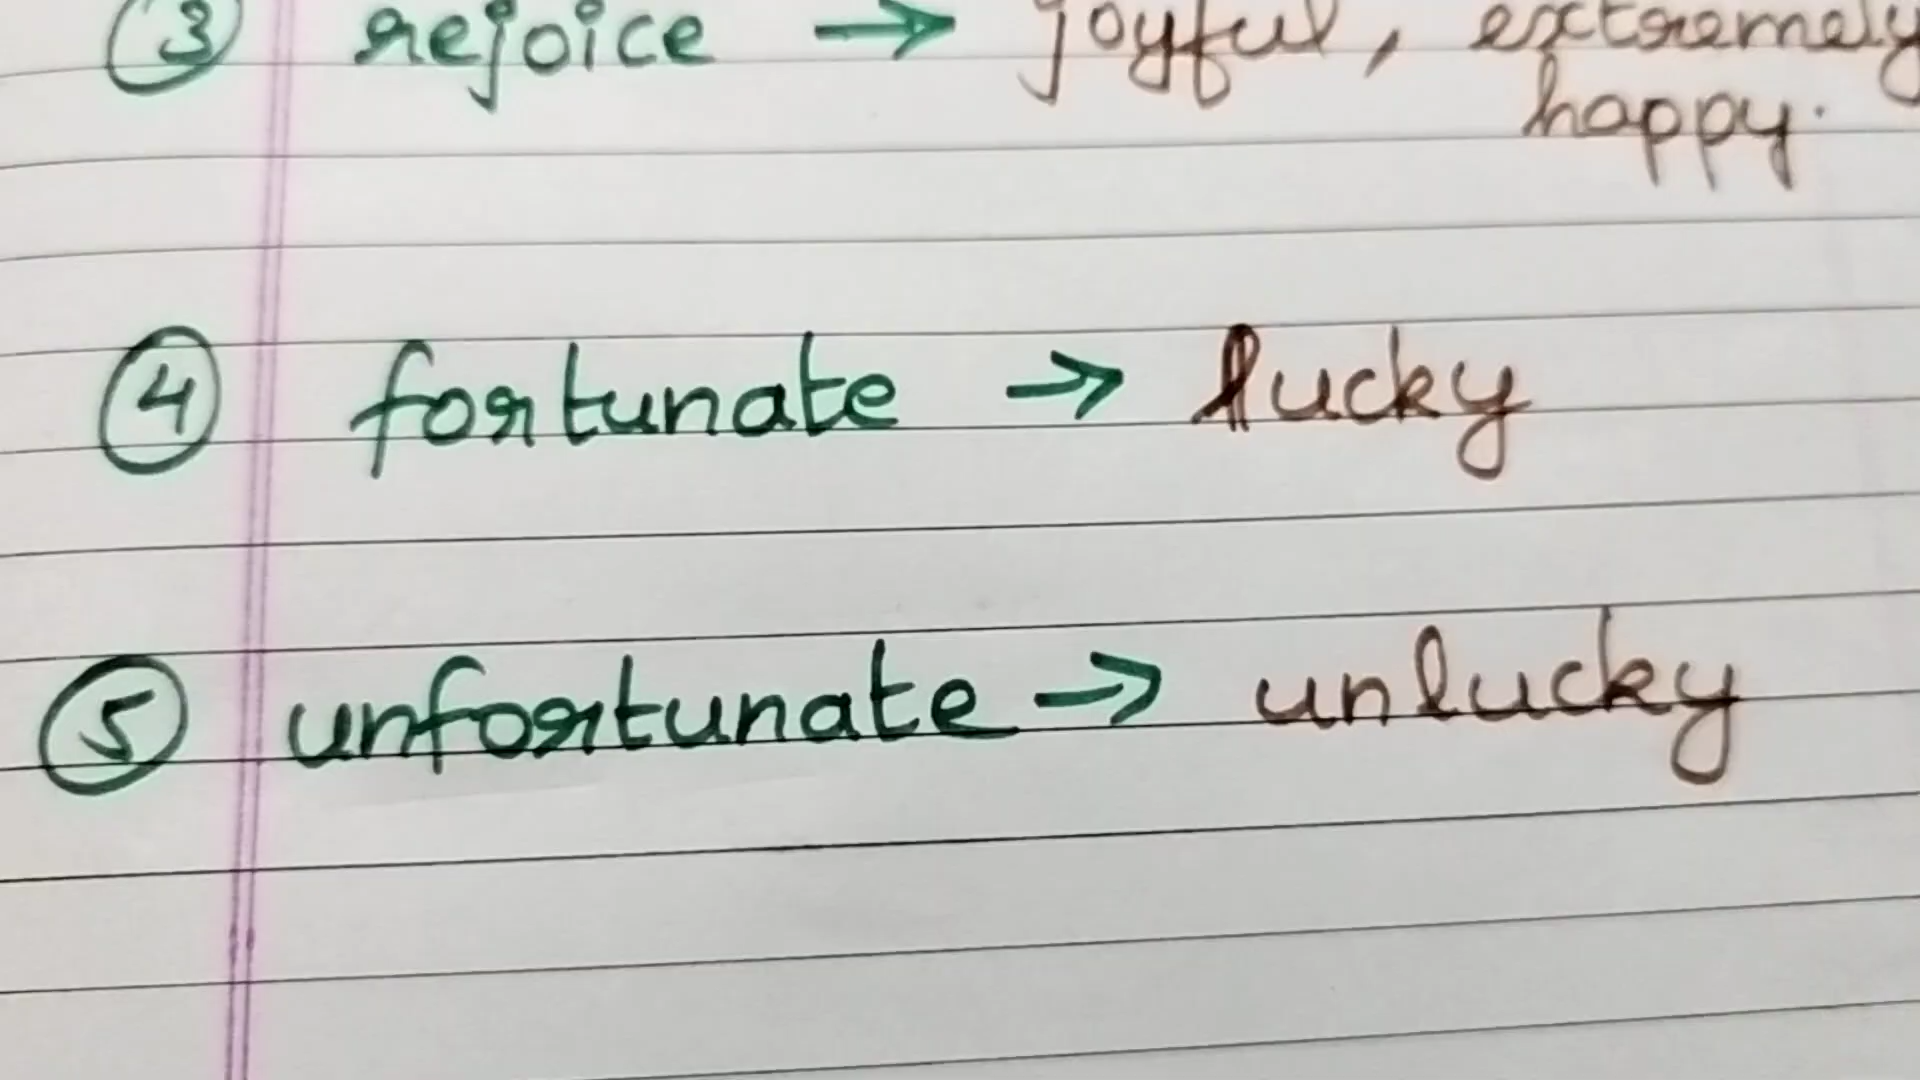 3 rejoice → joyful, extremely
happy.
4 fortunate → lucky
5 unfortunate → unlucky